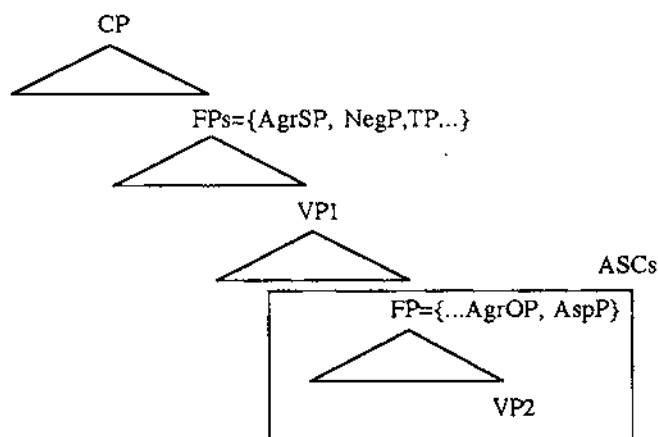 CP
FPs={AgrSP, NegP,TP...}
VP1
ASCs
FP={...AgrOP, AspP}
VP2